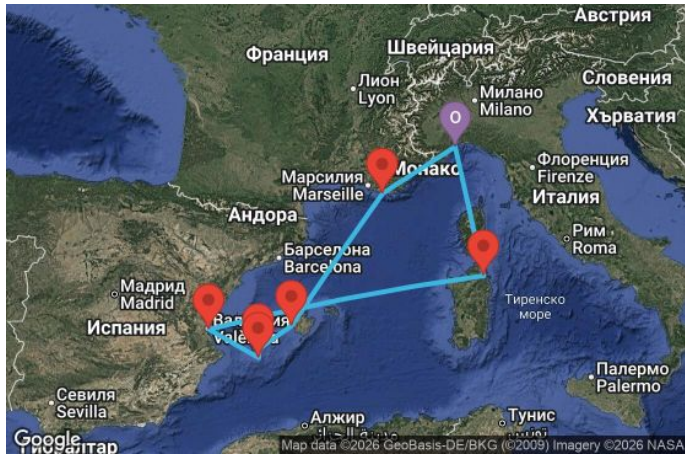 Австрия
Франция
Швейцария
Словения
Лион
Lyon
Милано
Milano
Хърватия
O
Флоренция
Firenze
Марсилия
Marseille
Монако
Италия
Андора
Рим
Roma
Барселона
Barcelona
Мадрид
Madrid
Тиренско
море
Испания
València
Палермо
Palermo
Севиля
Sevilla
Алжир
Тунис
Google
Map data ©2026 GeoBasis-DE/BKG (©2009) Imagery ©2026 NASA